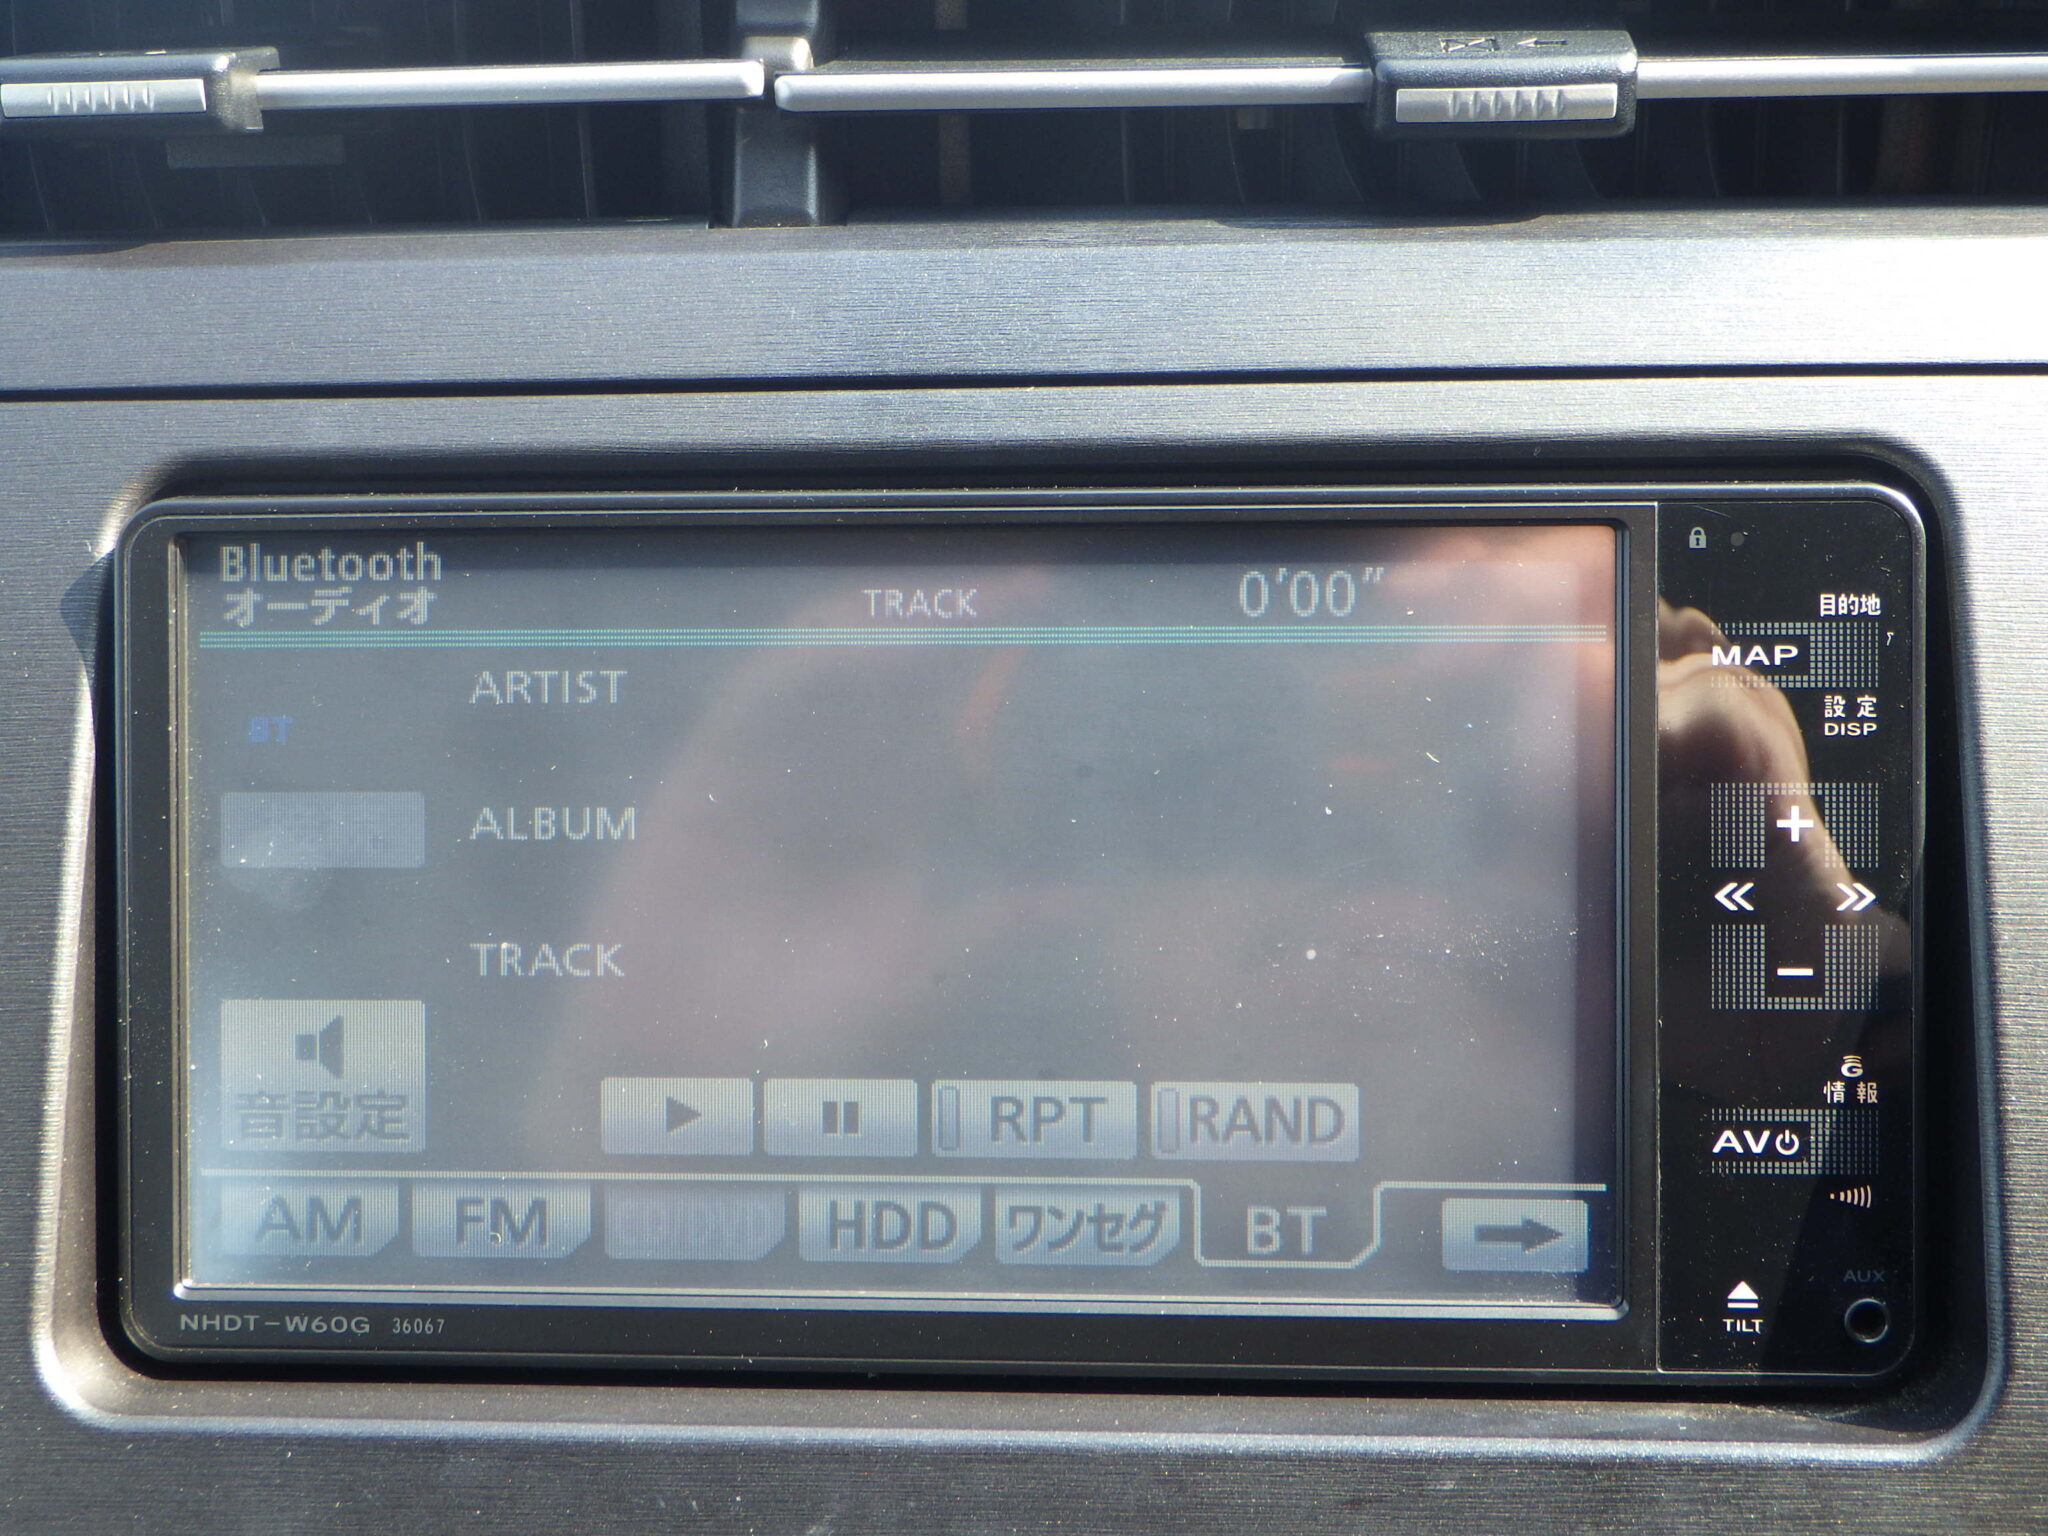 Bluetooth
オーディオ
TRACK
0'00"
ARTIST
BT
ALBUM
TRACK
音設定
RPT
RAND
AM
FM
HDD
ワンセグ
BT
NHDT-W60G 36067
目的地
MAP
設定
DISP
+
−
G
情報
AV
TILT
AUX